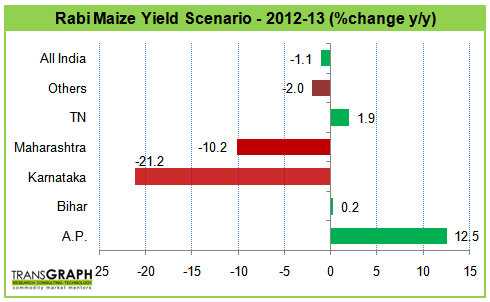 Rabi Maize Yield Scenario - 2012-13 (%change y/y)
All India -1.1
Others -2.0
TN 1.9
Maharashtra -10.2
Karnataka -21.2
Bihar 0.2
A.P. 12.5
-25 -20 -15 -10 -5 0 5 10 15
TRANSGRAPH
RESEARCH. CONSULTING. TECHNOLOGY
commodity market mentors